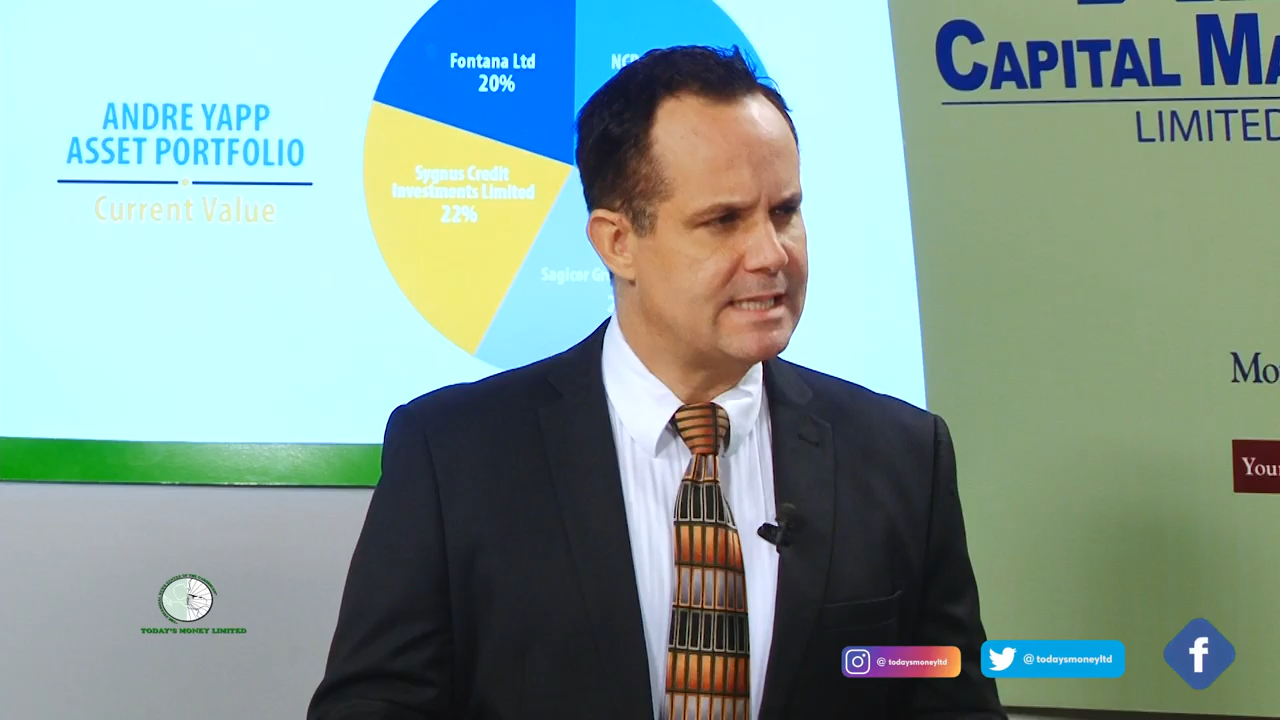 Fontana Ltd
20%
ANDRE YAPP
ASSET PORTFOLIO
Current Value
Sygnus Credit
Investments Limited
22%
CAPITAL
LIMITED
TODAY'S MONEY LIMITED
@ todaysmoneyltd
@ todaysmoneyltd
f